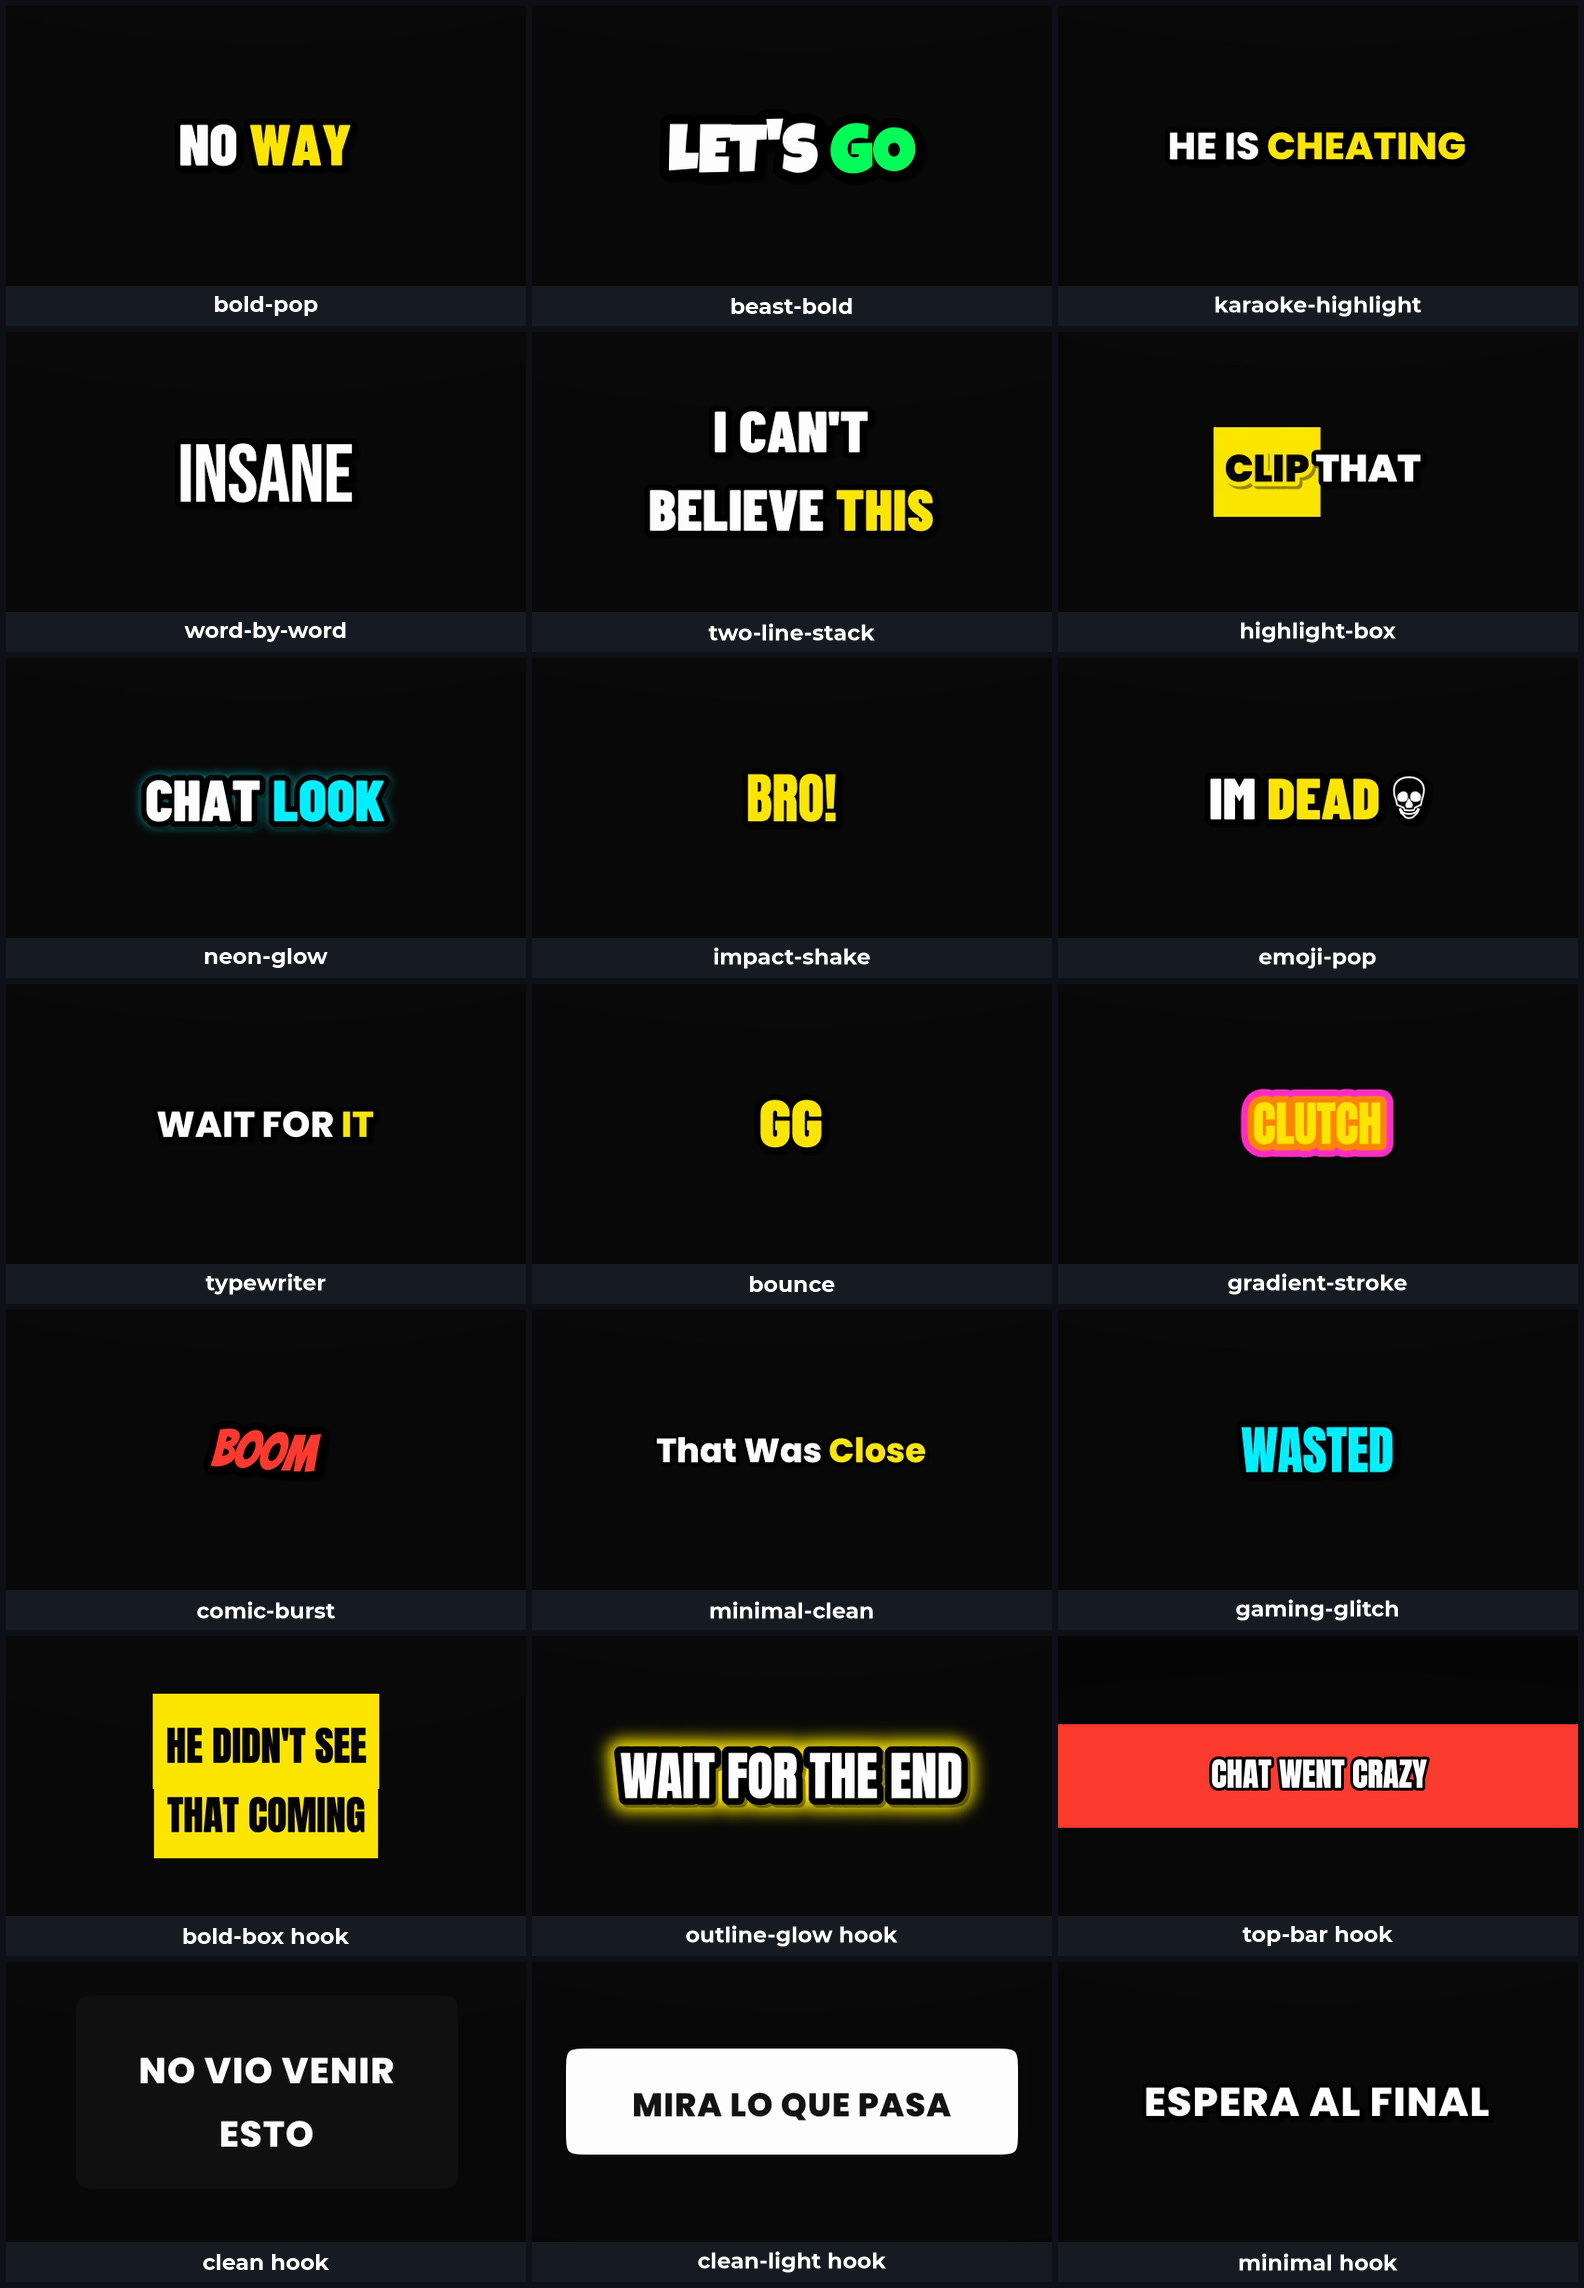 NO WAY
LET'S GO
HE IS CHEATING
bold-pop
beast-bold
karaoke-highlight
INSANE
I CAN'T
BELIEVE THIS
CLIP THAT
word-by-word
two-line-stack
highlight-box
CHAT LOOK
BRO!
IM DEAD 💀
neon-glow
impact-shake
emoji-pop
WAIT FOR IT
GG
CLUTCH
typewriter
bounce
gradient-stroke
BOOM
That Was Close
WASTED
comic-burst
minimal-clean
gaming-glitch
HE DIDN'T SEE
THAT COMING
WAIT FOR THE END
CHAT WENT CRAZY
bold-box hook
outline-glow hook
top-bar hook
NO VIO VENIR
ESTO
MIRA LO QUE PASA
ESPERA AL FINAL
clean hook
clean-light hook
minimal hook